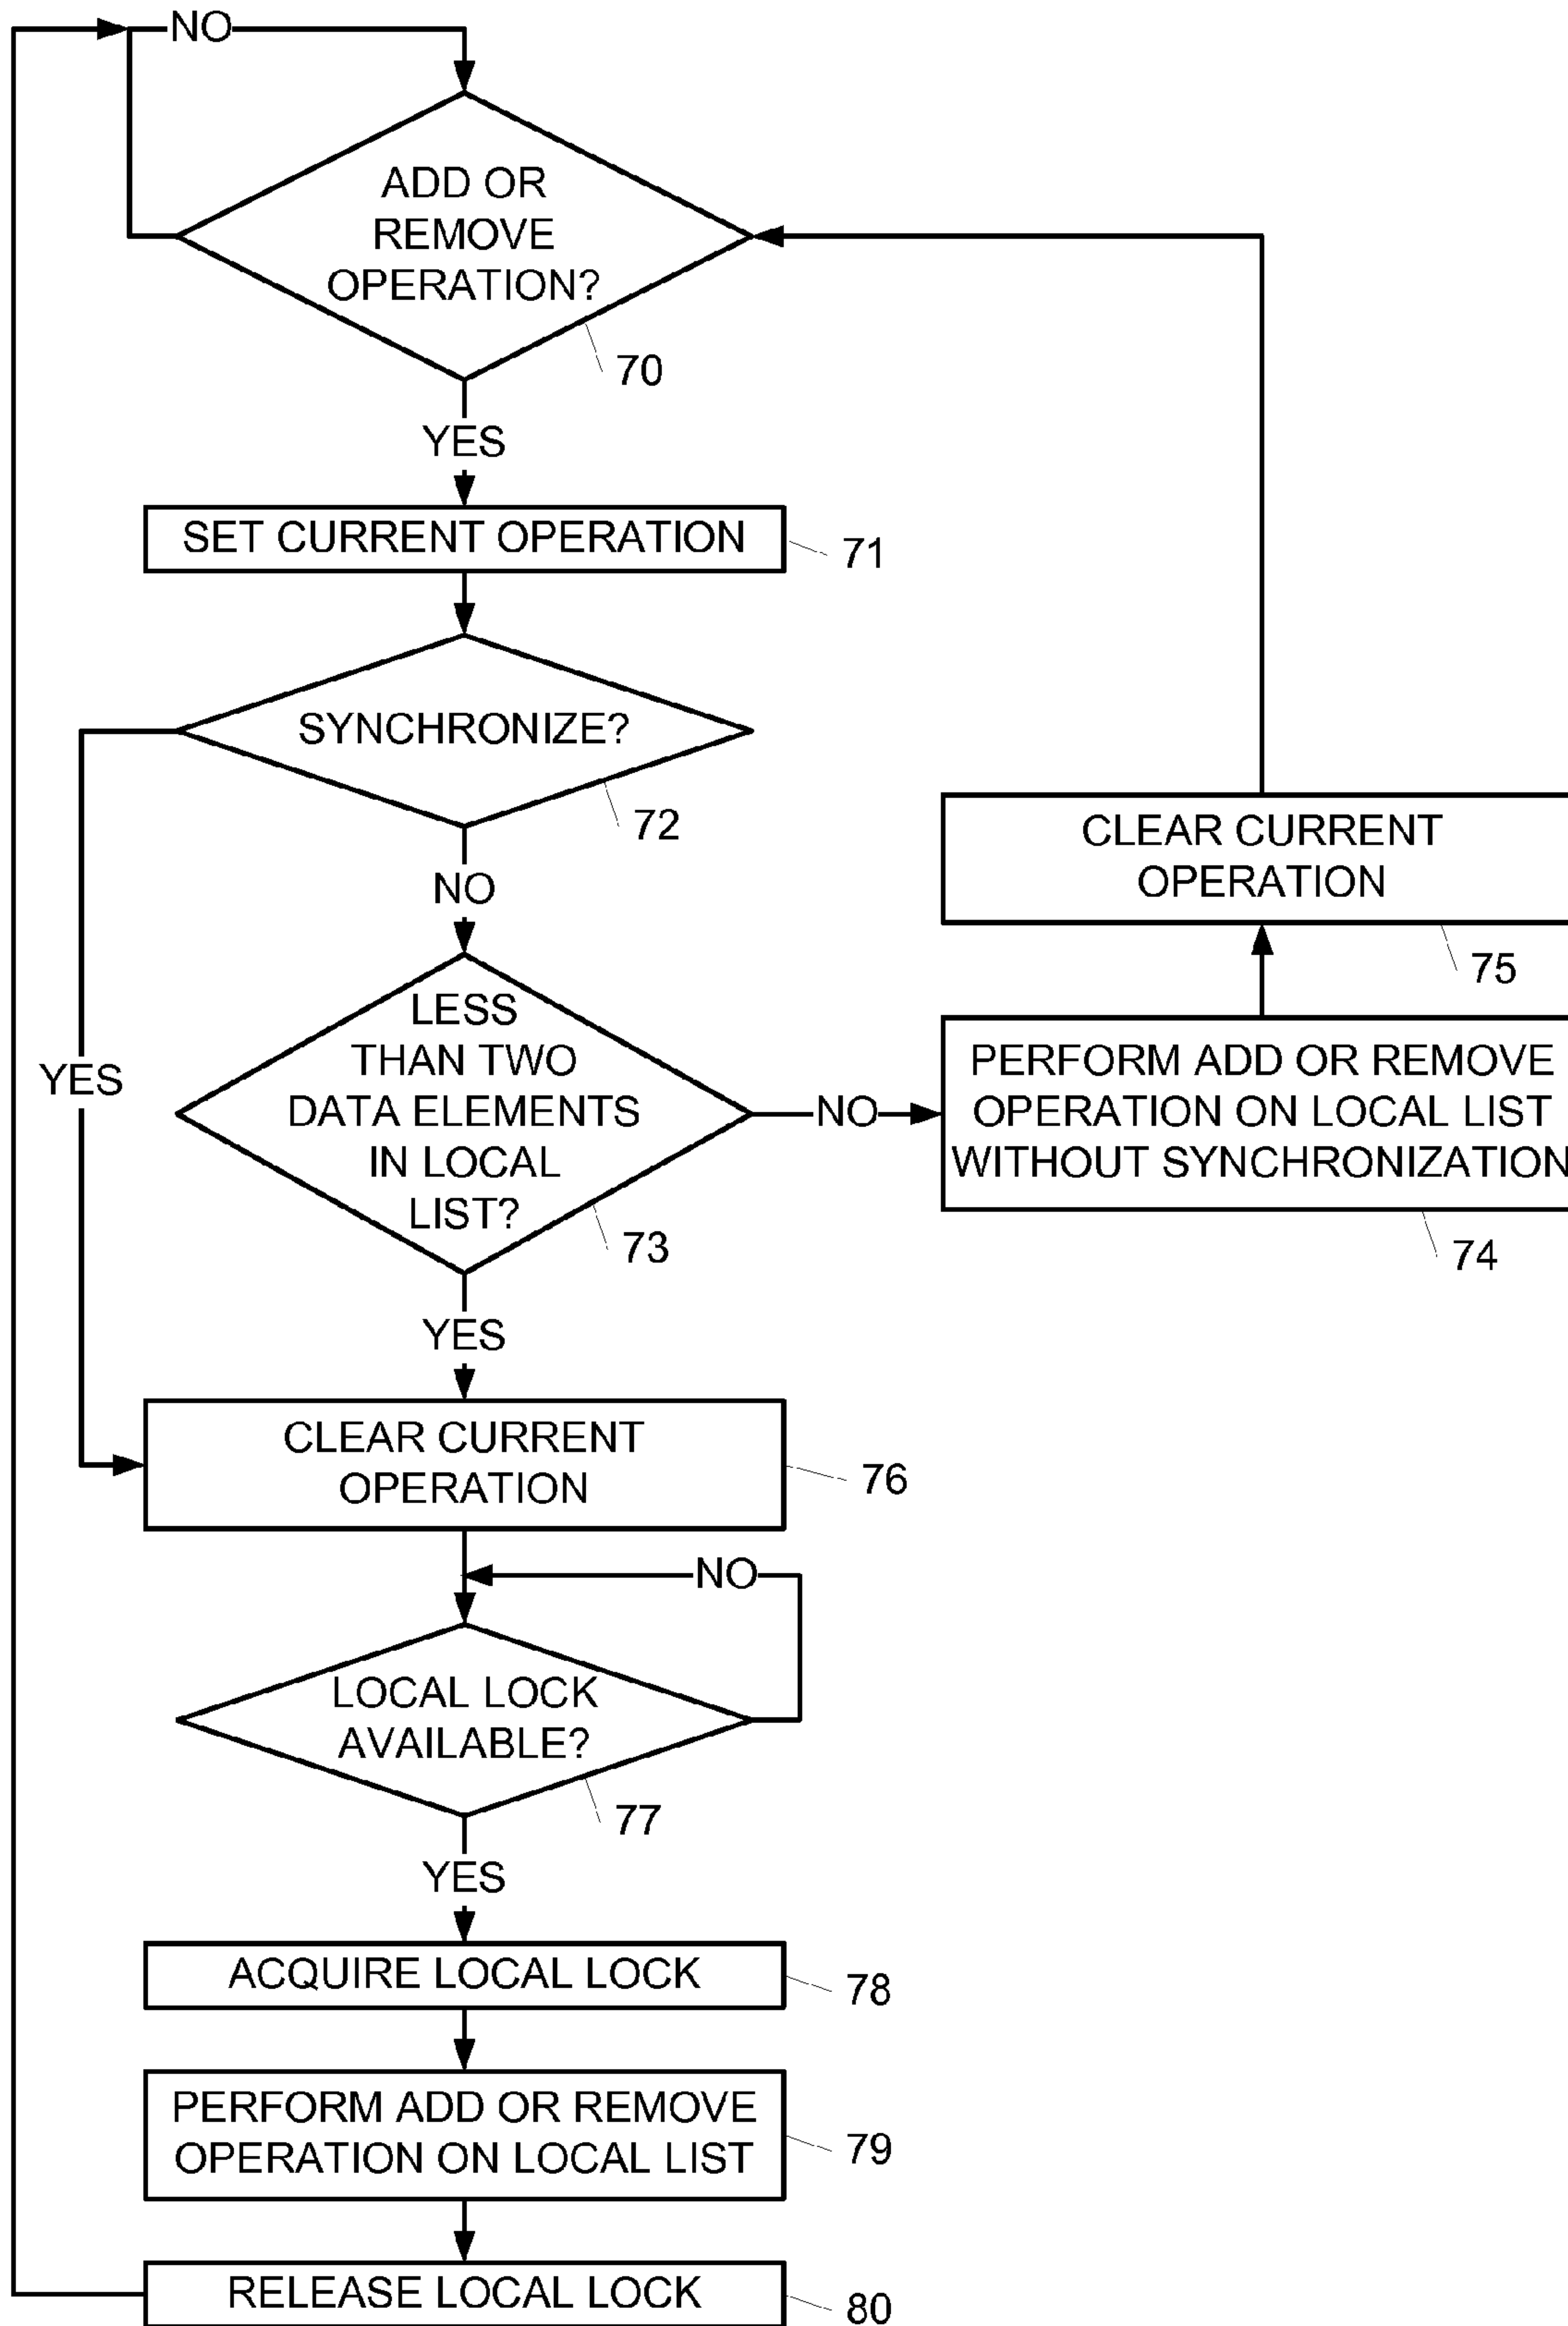 NO
ADD OR
REMOVE
OPERATION?
70
YES
SET CURRENT OPERATION
71
SYNCHRONIZE?
72
NO
CLEAR CURRENT
OPERATION
75
LESS
THAN TWO
DATA ELEMENTS
IN LOCAL
LIST?
73
NO
PERFORM ADD OR REMOVE
OPERATION ON LOCAL LIST
WITHOUT SYNCHRONIZATION
74
YES
YES
CLEAR CURRENT
OPERATION
76
NO
LOCAL LOCK
AVAILABLE?
77
YES
ACQUIRE LOCAL LOCK
78
PERFORM ADD OR REMOVE
OPERATION ON LOCAL LIST
79
RELEASE LOCAL LOCK
80